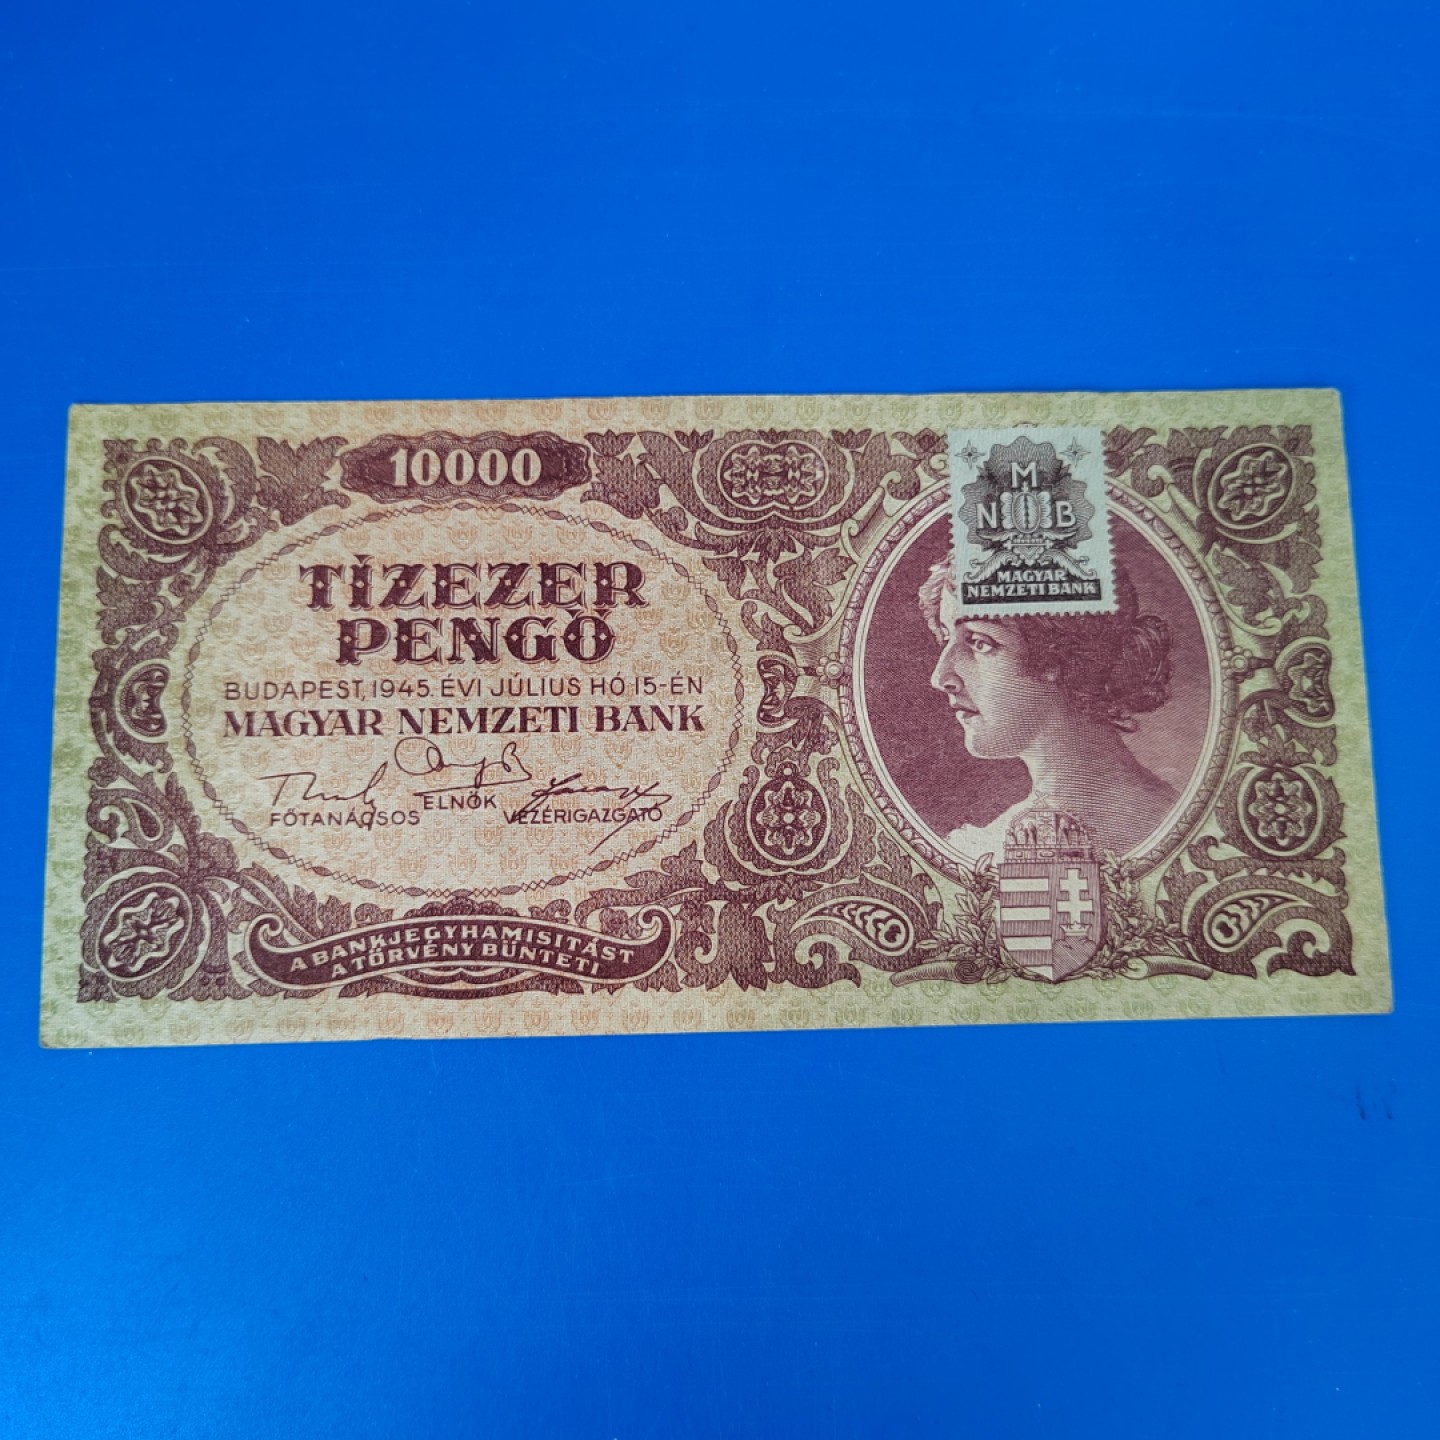 10000
TÍZEZER
PENGŐ
BUDAPEST, 1945. ÉVI JÚLIUS HÓ 15-ÉN
MAGYAR NEMZETI BANK
ELNÖK
FŐTANÁCSOS
VEZÉRIGAZGATÓ
A BANKJEGYHAMISITÁST
A TÖRVÉNY BÜNTETI
M
N B
MAGYAR
NEMZETI BANK